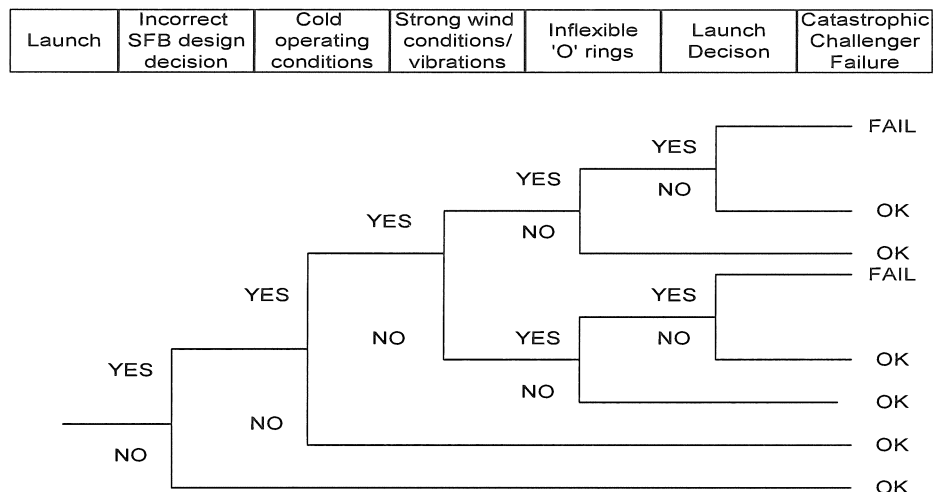 Launch
Incorrect
SFB design
decision
Cold
operating
conditions
Strong wind
conditions/
vibrations
Inflexible
'O' rings
Launch
Decison
Catastrophic
Challenger
Failure
FAIL
YES
YES
NO
YES
OK
NO
OK
FAIL
YES
YES
NO
YES
NO
OK
YES
NO
OK
NO
OK
NO
OK